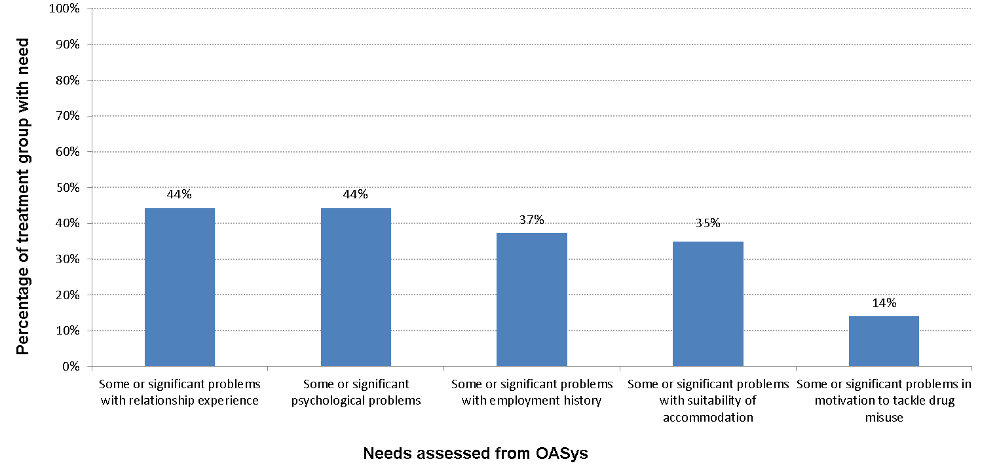 100%
90%
80%
70%
60%
50%
40%
30%
20%
10%
0%
Percentage of treatment group with need
44%
44%
37%
35%
14%
Some or significant problems
with relationship experience
Some or significant
psychological problems
Some or significant problems
with employment history
Some or significant problems
with suitability of
accommodation
Some or significant problems in
motivation to tackle drug
misuse
Needs assessed from OASys